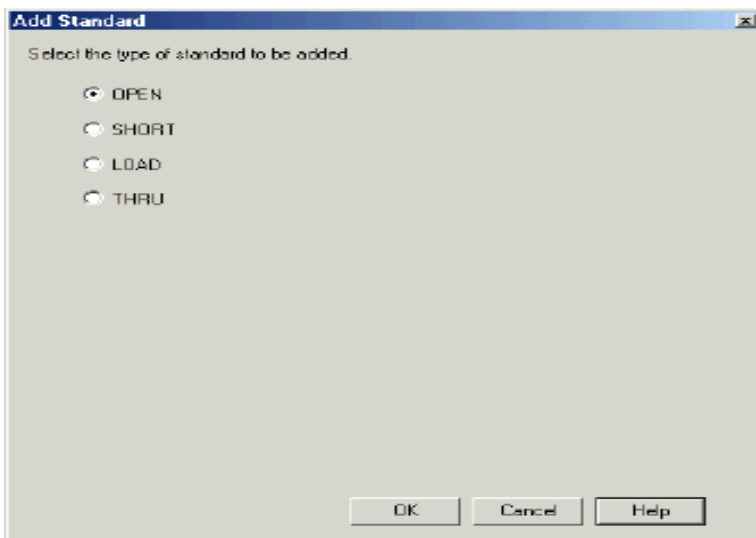 Add Standard
Select the type of standard to be added.
OPEN
SHORT
LOAD
THRU
OK Cancel Help